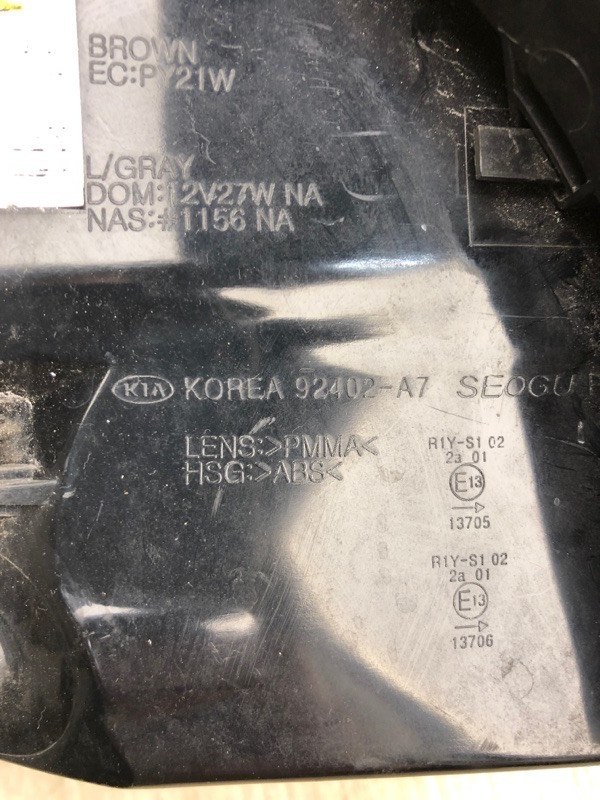 BROWN
EC:PY21W
L/GRAY
DOM:12V27W NA
NAS:#1156 NA
KIA KOREA 92402-A7 SEOGU
LENS:>PMMA<
HSG:>ABS<
R1Y-S1 02
2a 01
E13
13705
R1Y-S1 02
2a 01
E13
13706